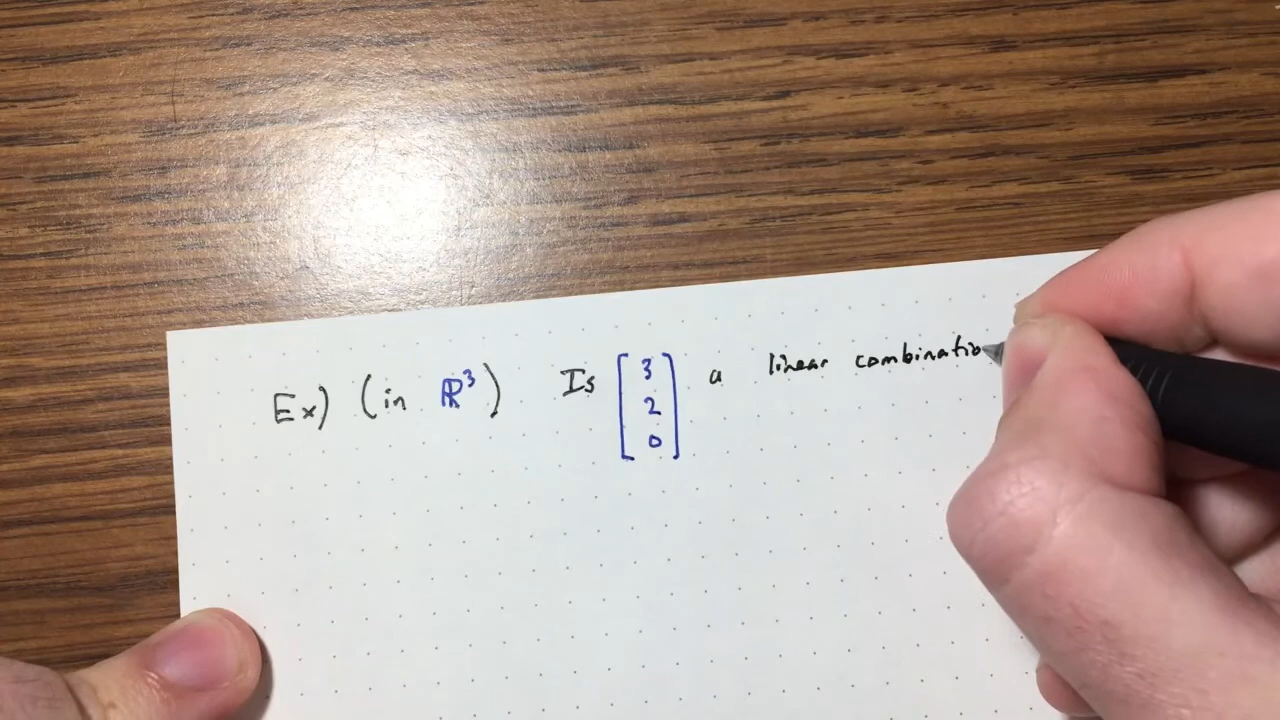 Ex) (in ℝ³) Is [3 2 0] a linear combinatio